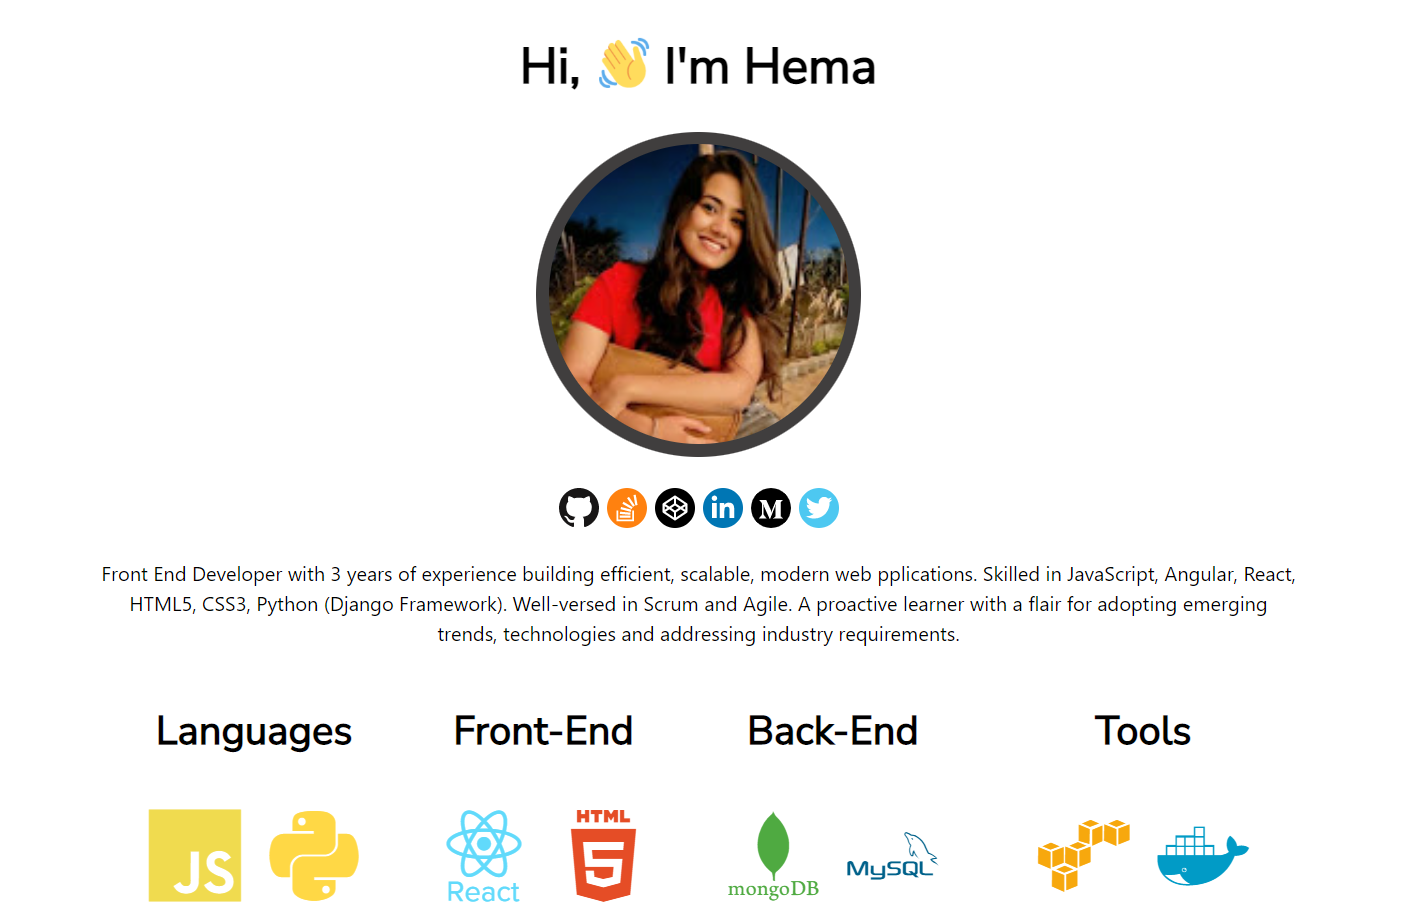 Hi, 👋 I'm Hema
in
M
Front End Developer with 3 years of experience building efficient, scalable, modern web pplications. Skilled in JavaScript, Angular, React,
HTML5, CSS3, Python (Django Framework). Well-versed in Scrum and Agile. A proactive learner with a flair for adopting emerging
trends, technologies and addressing industry requirements.
Languages Front-End Back-End Tools
JS
React
HTML
5
mongoDB
MySQL